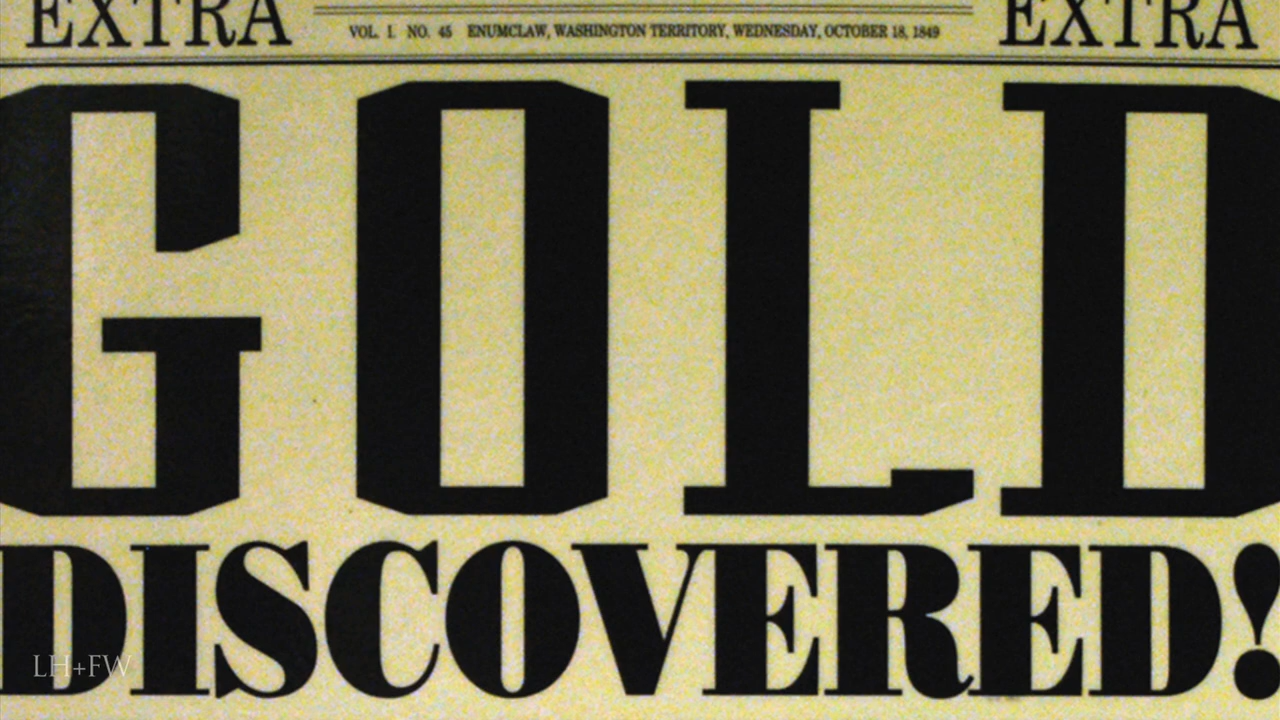 EXTRA VOL. I. NO. 45 ENUMCLAW, WASHINGTON TERRITORY, WEDNESDAY, OCTOBER 18, 1849 EXTRA
GOLD
DISCOVERED!
LH+FW